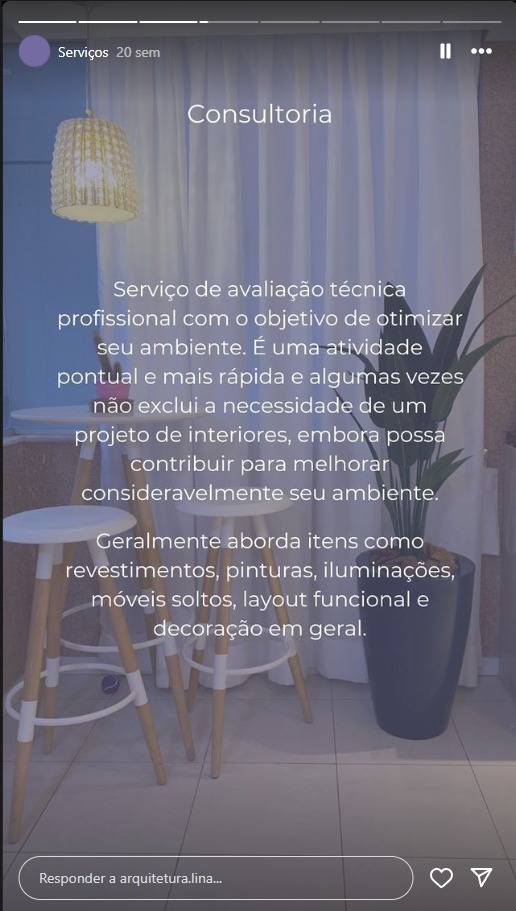 Serviços 20 sem
Consultoria
Serviço de avaliação técnica
profissional com o objetivo de otimizar
seu ambiente. É uma atividade
pontual e mais rápida e algumas vezes
não exclui a necessidade de um
projeto de interiores, embora possa
contribuir para melhorar
consideravelmente seu ambiente.
Geralmente aborda itens como
revestimentos, pinturas, iluminações,
móveis soltos, layout funcional e
decoração em geral.
Responder a arquitetura.lina...